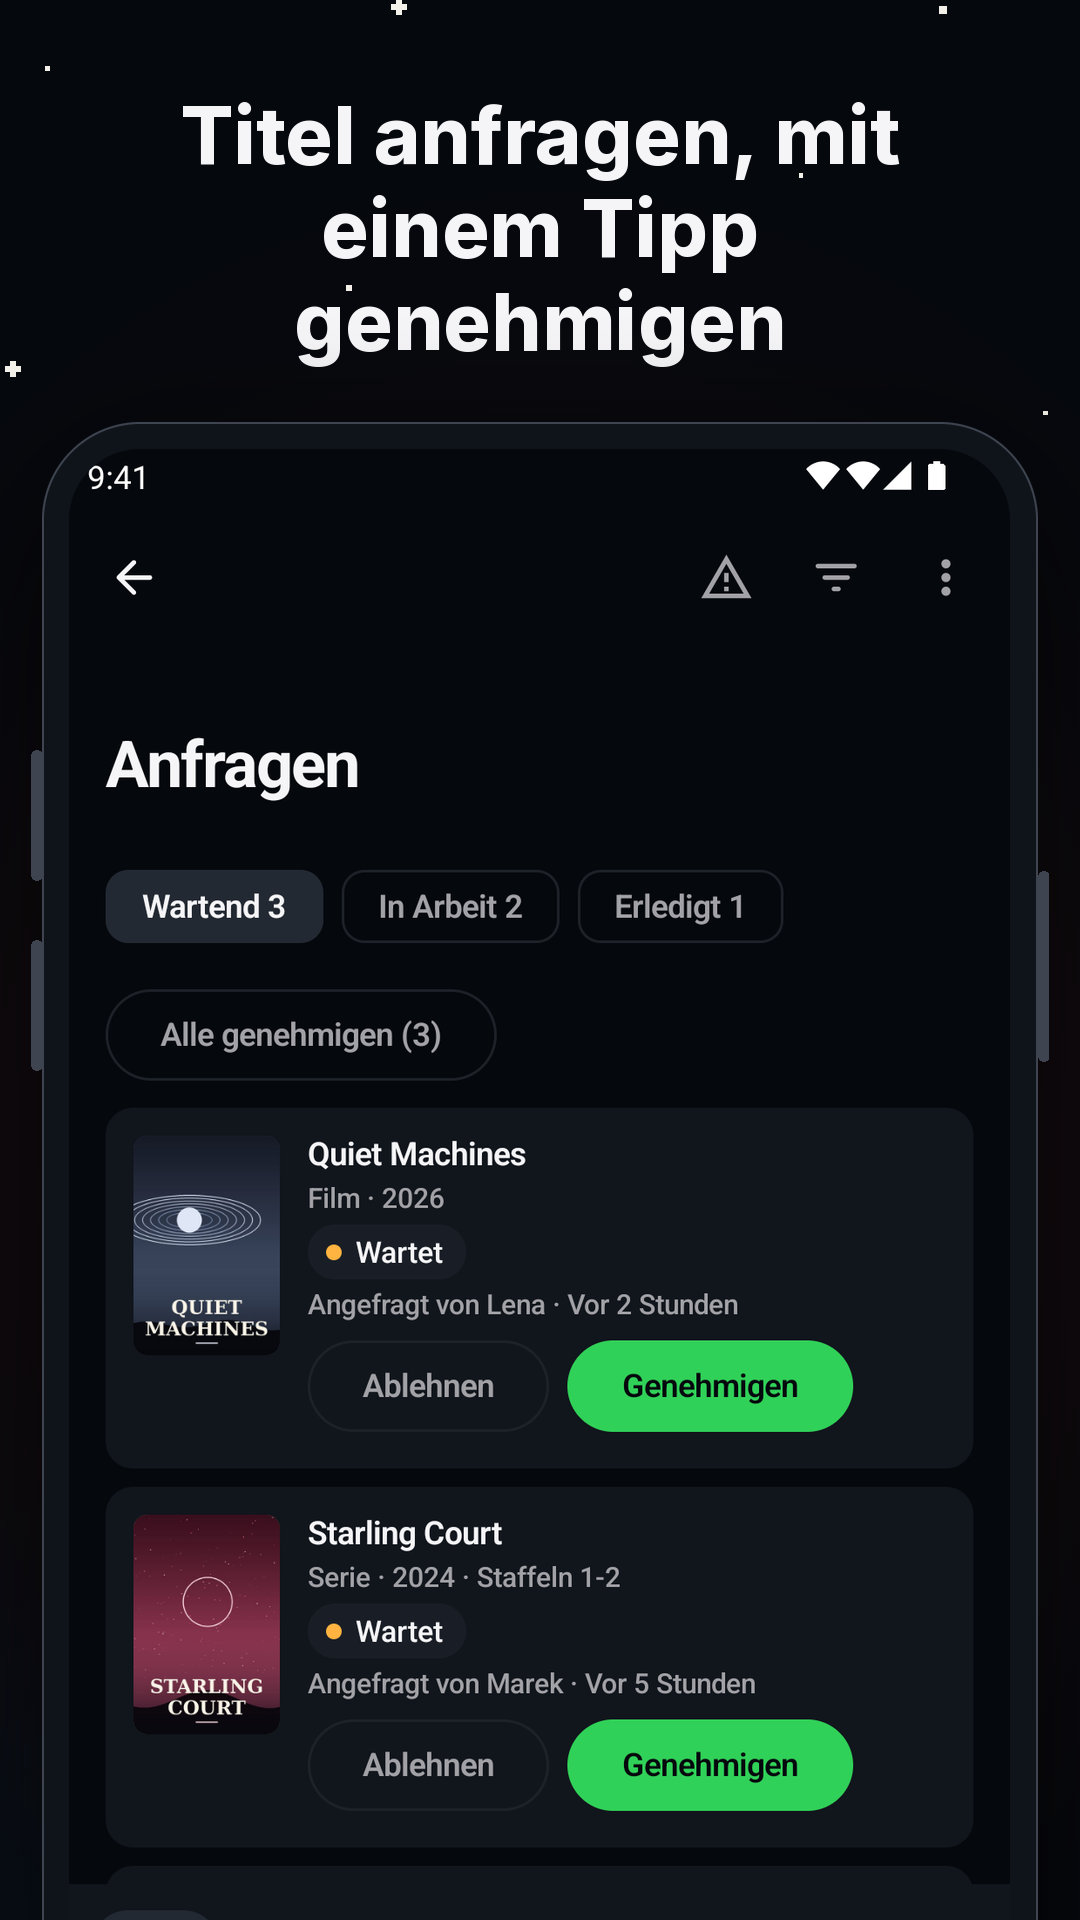 Titel anfragen, mit
einem Tipp
genehmigen
9:41
Anfragen
Wartend 3
In Arbeit 2
Erledigt 1
Alle genehmigen (3)
QUIET
MACHINES
Quiet Machines
Film · 2026
Wartet
Angefragt von Lena · Vor 2 Stunden
Ablehnen
Genehmigen
STARLING
COURT
Starling Court
Serie · 2024 · Staffeln 1-2
Wartet
Angefragt von Marek · Vor 5 Stunden
Ablehnen
Genehmigen